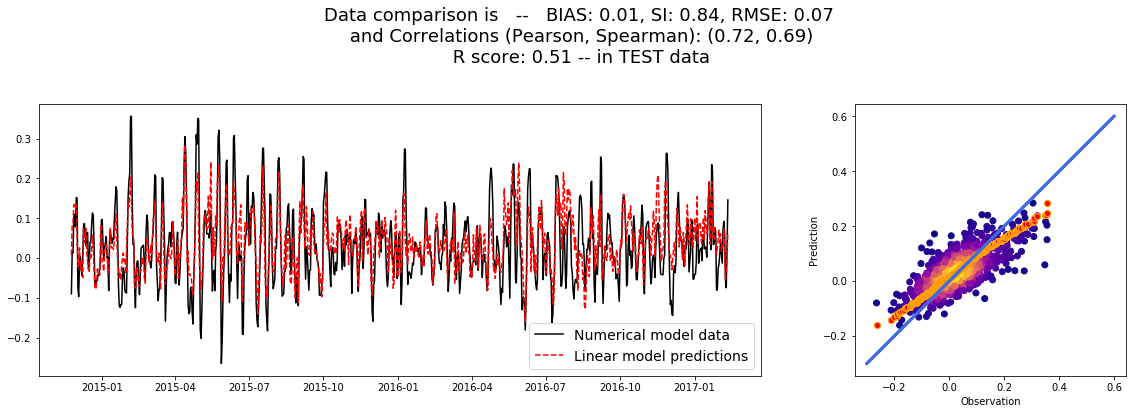 Data comparison is -- BIAS: 0.01, SI: 0.84, RMSE: 0.07
and Correlations (Pearson, Spearman): (0.72, 0.69)
R score: 0.51 -- in TEST data
0.3
0.2
0.1
0.0
−0.1
−0.2
2015-01 2015-04 2015-07 2015-10 2016-01 2016-04 2016-07 2016-10 2017-01
Numerical model data
Linear model predictions
Prediction
0.6
0.4
0.2
0.0
−0.2
−0.2 0.0 0.2 0.4 0.6
Observation